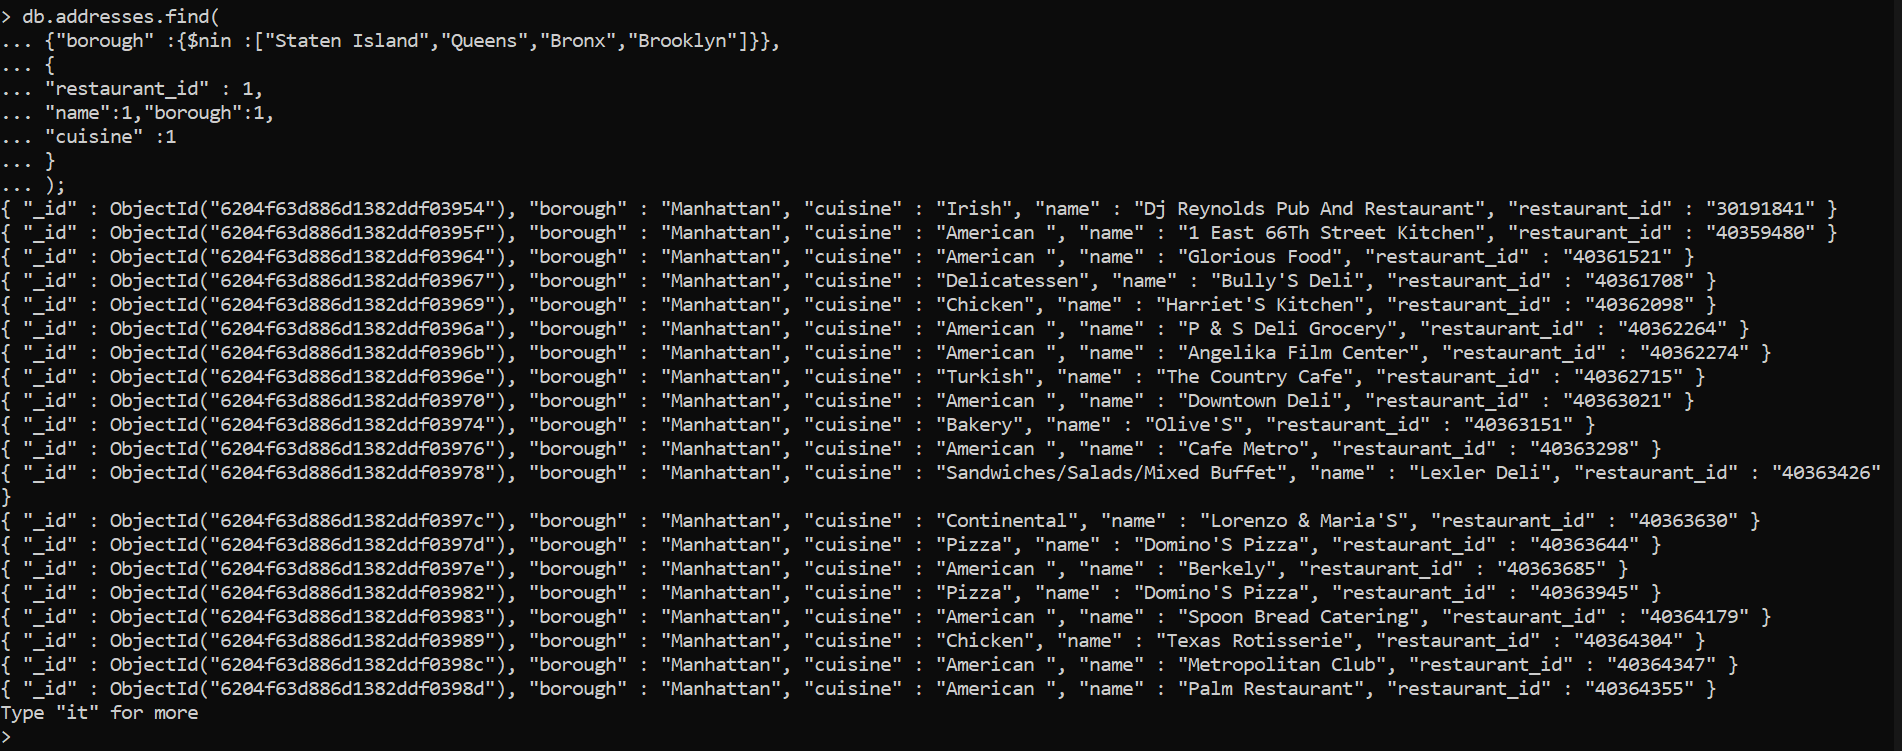 > db.addresses.find(
... {"borough" :{$nin :["Staten Island","Queens","Bronx","Brooklyn"]}},
... {
... "restaurant_id" : 1,
... "name":1,"borough":1,
... "cuisine" :1
... }
... );
{ "_id" : ObjectId("6204f63d886d1382ddf03954"), "borough" : "Manhattan", "cuisine" : "Irish", "name" : "Dj Reynolds Pub And Restaurant", "restaurant_id" : "30191841" }
{ "_id" : ObjectId("6204f63d886d1382ddf0395f"), "borough" : "Manhattan", "cuisine" : "American ", "name" : "1 East 66Th Street Kitchen", "restaurant_id" : "40359480" }
{ "_id" : ObjectId("6204f63d886d1382ddf03964"), "borough" : "Manhattan", "cuisine" : "American ", "name" : "Glorious Food", "restaurant_id" : "40361521" }
{ "_id" : ObjectId("6204f63d886d1382ddf03967"), "borough" : "Manhattan", "cuisine" : "Delicatessen", "name" : "Bully'S Deli", "restaurant_id" : "40361708" }
{ "_id" : ObjectId("6204f63d886d1382ddf03969"), "borough" : "Manhattan", "cuisine" : "Chicken", "name" : "Harriet'S Kitchen", "restaurant_id" : "40362098" }
{ "_id" : ObjectId("6204f63d886d1382ddf0396a"), "borough" : "Manhattan", "cuisine" : "American ", "name" : "P & S Deli Grocery", "restaurant_id" : "40362264" }
{ "_id" : ObjectId("6204f63d886d1382ddf0396b"), "borough" : "Manhattan", "cuisine" : "American ", "name" : "Angelika Film Center", "restaurant_id" : "40362274" }
{ "_id" : ObjectId("6204f63d886d1382ddf0396e"), "borough" : "Manhattan", "cuisine" : "Turkish", "name" : "The Country Cafe", "restaurant_id" : "40362715" }
{ "_id" : ObjectId("6204f63d886d1382ddf03970"), "borough" : "Manhattan", "cuisine" : "American ", "name" : "Downtown Deli", "restaurant_id" : "40363021" }
{ "_id" : ObjectId("6204f63d886d1382ddf03974"), "borough" : "Manhattan", "cuisine" : "Bakery", "name" : "Olive'S", "restaurant_id" : "40363151" }
{ "_id" : ObjectId("6204f63d886d1382ddf03976"), "borough" : "Manhattan", "cuisine" : "American ", "name" : "Cafe Metro", "restaurant_id" : "40363298" }
{ "_id" : ObjectId("6204f63d886d1382ddf03978"), "borough" : "Manhattan", "cuisine" : "Sandwiches/Salads/Mixed Buffet", "name" : "Lexler Deli", "restaurant_id" : "40363426"
}
{ "_id" : ObjectId("6204f63d886d1382ddf0397c"), "borough" : "Manhattan", "cuisine" : "Continental", "name" : "Lorenzo & Maria'S", "restaurant_id" : "40363630" }
{ "_id" : ObjectId("6204f63d886d1382ddf0397d"), "borough" : "Manhattan", "cuisine" : "Pizza", "name" : "Domino'S Pizza", "restaurant_id" : "40363644" }
{ "_id" : ObjectId("6204f63d886d1382ddf0397e"), "borough" : "Manhattan", "cuisine" : "American ", "name" : "Berkely", "restaurant_id" : "40363685" }
{ "_id" : ObjectId("6204f63d886d1382ddf03982"), "borough" : "Manhattan", "cuisine" : "Pizza", "name" : "Domino'S Pizza", "restaurant_id" : "40363945" }
{ "_id" : ObjectId("6204f63d886d1382ddf03983"), "borough" : "Manhattan", "cuisine" : "American ", "name" : "Spoon Bread Catering", "restaurant_id" : "40364179" }
{ "_id" : ObjectId("6204f63d886d1382ddf03989"), "borough" : "Manhattan", "cuisine" : "Chicken", "name" : "Texas Rotisserie", "restaurant_id" : "40364304" }
{ "_id" : ObjectId("6204f63d886d1382ddf0398c"), "borough" : "Manhattan", "cuisine" : "American ", "name" : "Metropolitan Club", "restaurant_id" : "40364347" }
{ "_id" : ObjectId("6204f63d886d1382ddf0398d"), "borough" : "Manhattan", "cuisine" : "American ", "name" : "Palm Restaurant", "restaurant_id" : "40364355" }
Type "it" for more
>